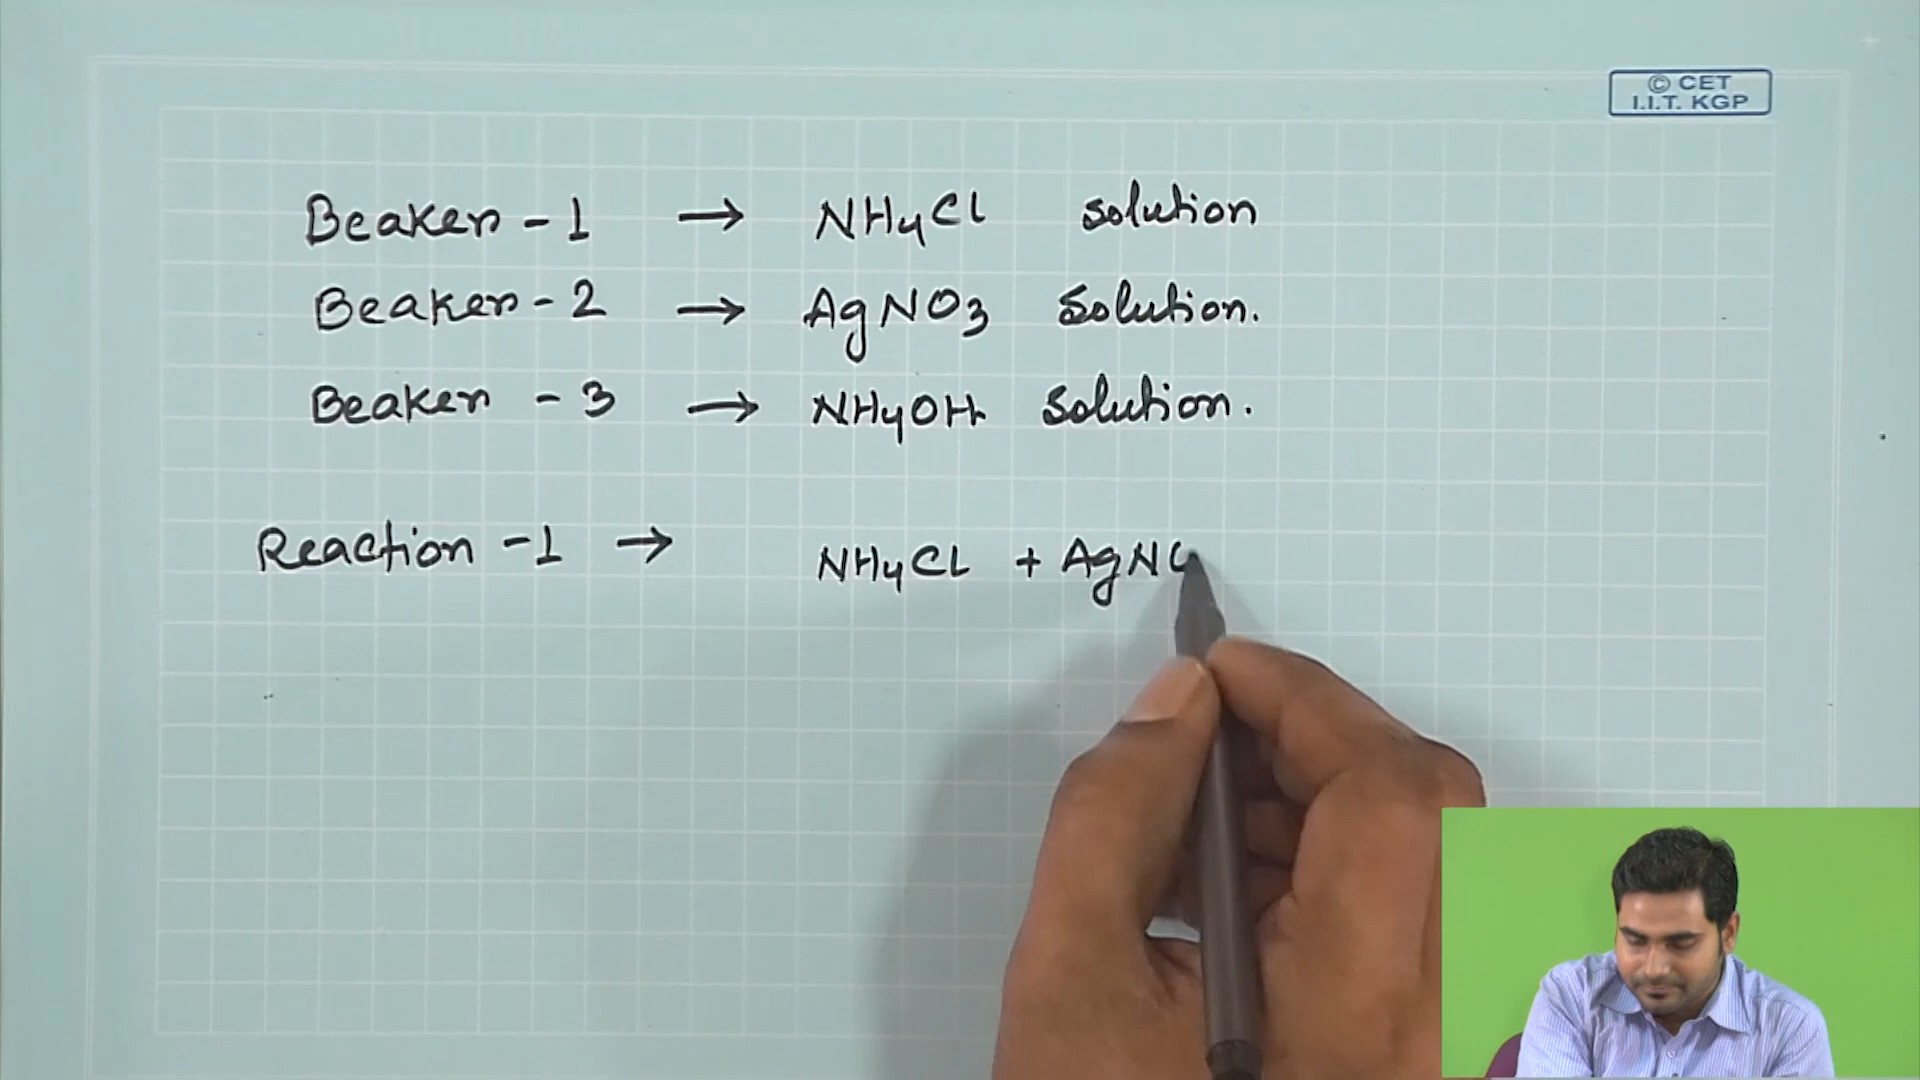 © CET
I.I.T. KGP
Beaker - 1 → NH4Cl solution
Beaker - 2 → AgNO3 Solution.
Beaker - 3 → NH4OH Solution.
Reaction - 1 → NH4Cl + AgN